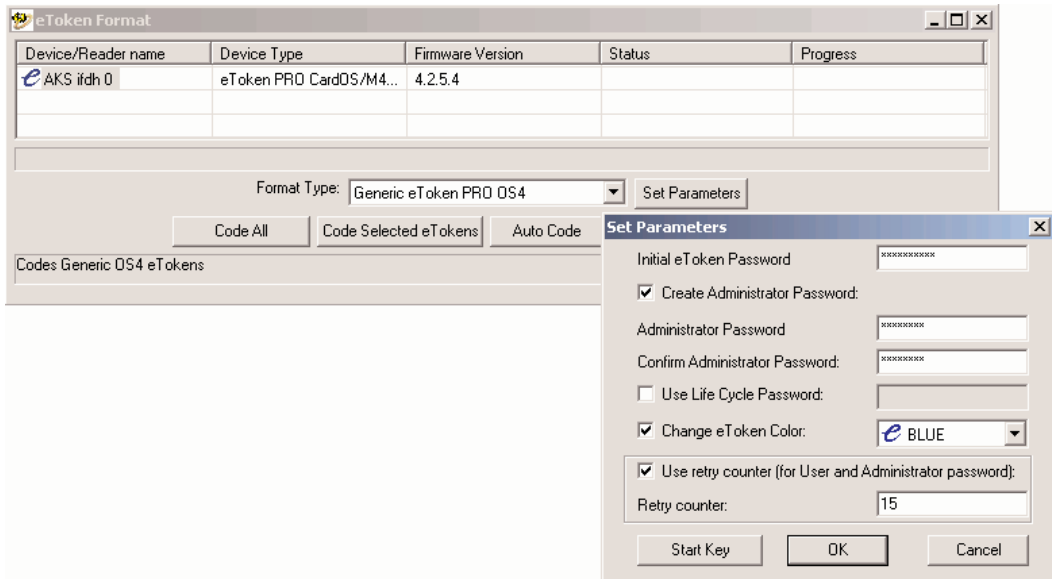 eToken Format
Device/Reader name Device Type Firmware Version Status Progress
AKS ifdh 0 eToken PRO CardOS/M4... 4.2.5.4
Format Type: Generic eToken PRO OS4 Set Parameters
Code All Code Selected eTokens Auto Code
Codes Generic OS4 eTokens
Set Parameters
Initial eToken Password **********
Create Administrator Password:
Administrator Password ********
Confirm Administrator Password: ********
Use Life Cycle Password:
Change eToken Color: BLUE
Use retry counter (for User and Administrator password):
Retry counter: 15
Start Key OK Cancel